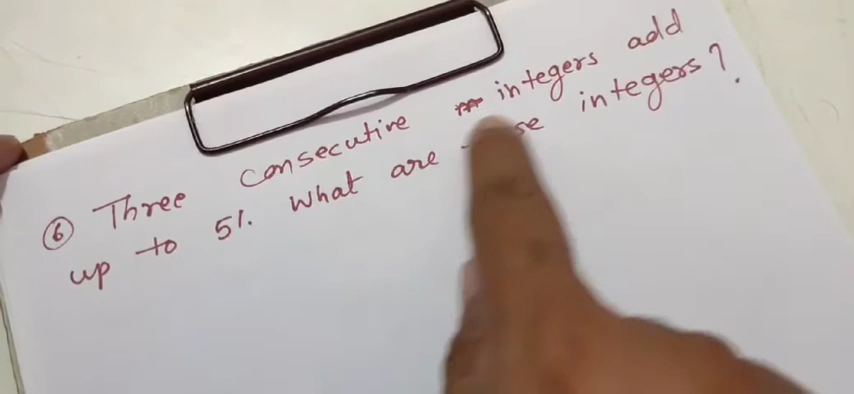 6 Three consecutive integers add
up to 51. What are integers?